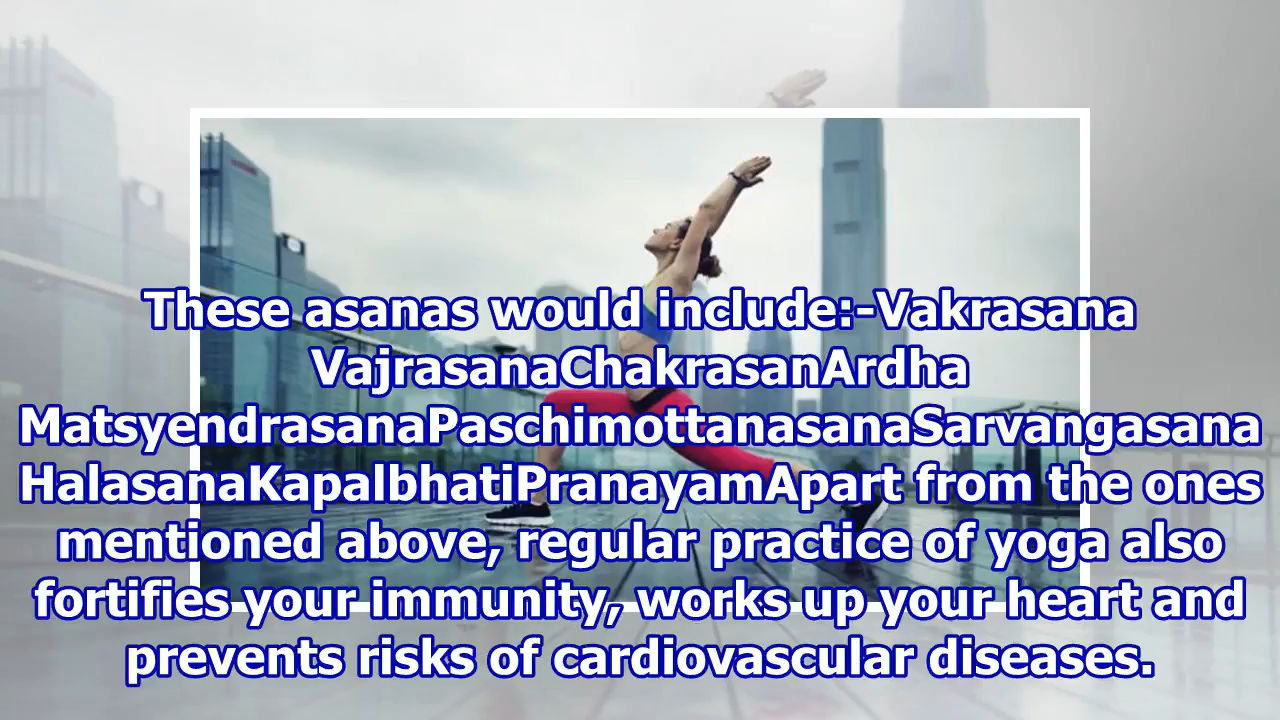 These asanas would include:-Vakrasana
VajrasanaChakrasanArdha
MatsyendrasanaPaschimottanasanaSarvangasana
HalasanaKapalbhatiPranayamApart from the ones
mentioned above, regular practice of yoga also
fortifies your immunity, works up your heart and
prevents risks of cardiovascular diseases.